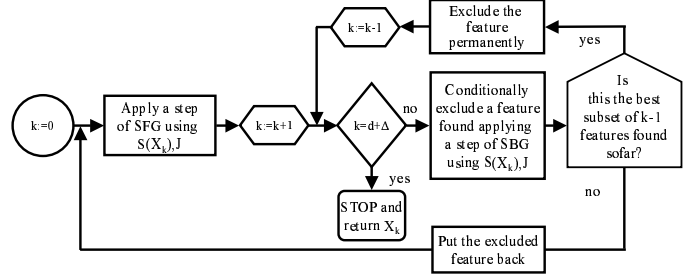 k:=k-1
Exclude the
feature
permanently
yes
k:=0
Apply a step
of SFG using
S(Xk),J
k:=k+1
k=d+Δ
no
Conditionally
exclude a feature
found applying
a step of SBG
using S(Xk),J
Is
this the best
subset of k-1
features found
sofar?
yes
STOP and
return Xk
no
Put the excluded
feature back